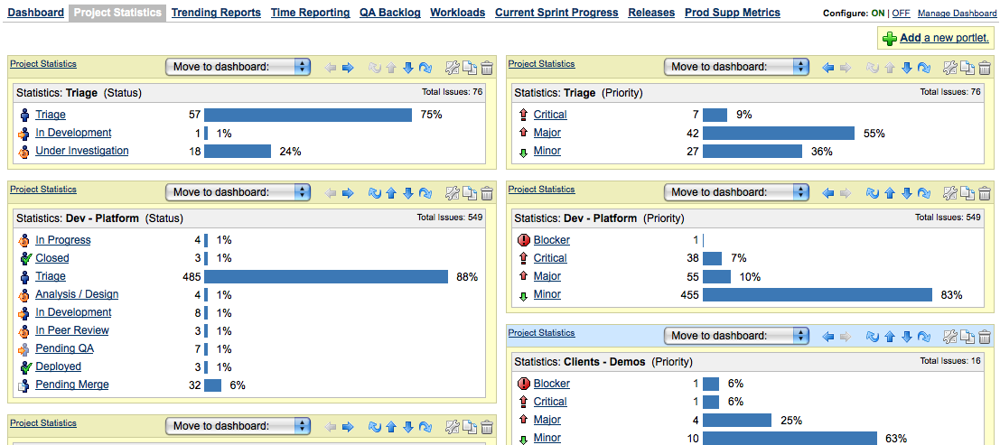 Dashboard Project Statistics Trending Reports Time Reporting QA Backlog Workloads Current Sprint Progress Releases Prod Supp Metrics Configure: ON | OFF Manage Dashboard
Add a new portlet.
Project Statistics Move to dashboard:
Statistics: Triage (Status) Total Issues: 76
Triage 57 75%
In Development 1 1%
Under Investigation 18 24%
Project Statistics Move to dashboard:
Statistics: Dev - Platform (Status) Total Issues: 549
In Progress 4 1%
Closed 3 1%
Triage 485 88%
Analysis / Design 4 1%
In Development 8 1%
In Peer Review 3 1%
Pending QA 7 1%
Deployed 3 1%
Pending Merge 32 6%
Project Statistics Move to dashboard:
Project Statistics Move to dashboard:
Statistics: Triage (Priority) Total Issues: 76
Critical 7 9%
Major 42 55%
Minor 27 36%
Project Statistics Move to dashboard:
Statistics: Dev - Platform (Priority) Total Issues: 549
Blocker 1
Critical 38 7%
Major 55 10%
Minor 455 83%
Project Statistics Move to dashboard:
Statistics: Clients - Demos (Priority) Total Issues: 16
Blocker 1 6%
Critical 1 6%
Major 4 25%
Minor 10 63%